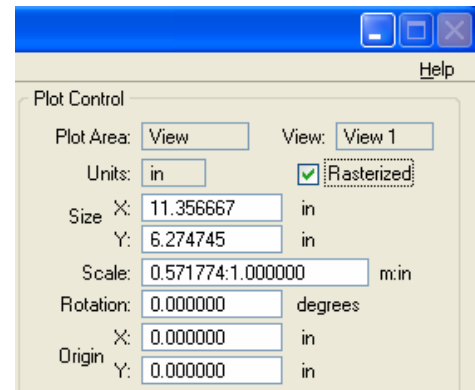 Help
Plot Control
Plot Area: View View: View 1
Units: in Rasterized
Size X: 11.356667 in
Y: 6.274745 in
Scale: 0.571774:1.000000 m:in
Rotation: 0.000000 degrees
Origin X: 0.000000 in
Y: 0.000000 in